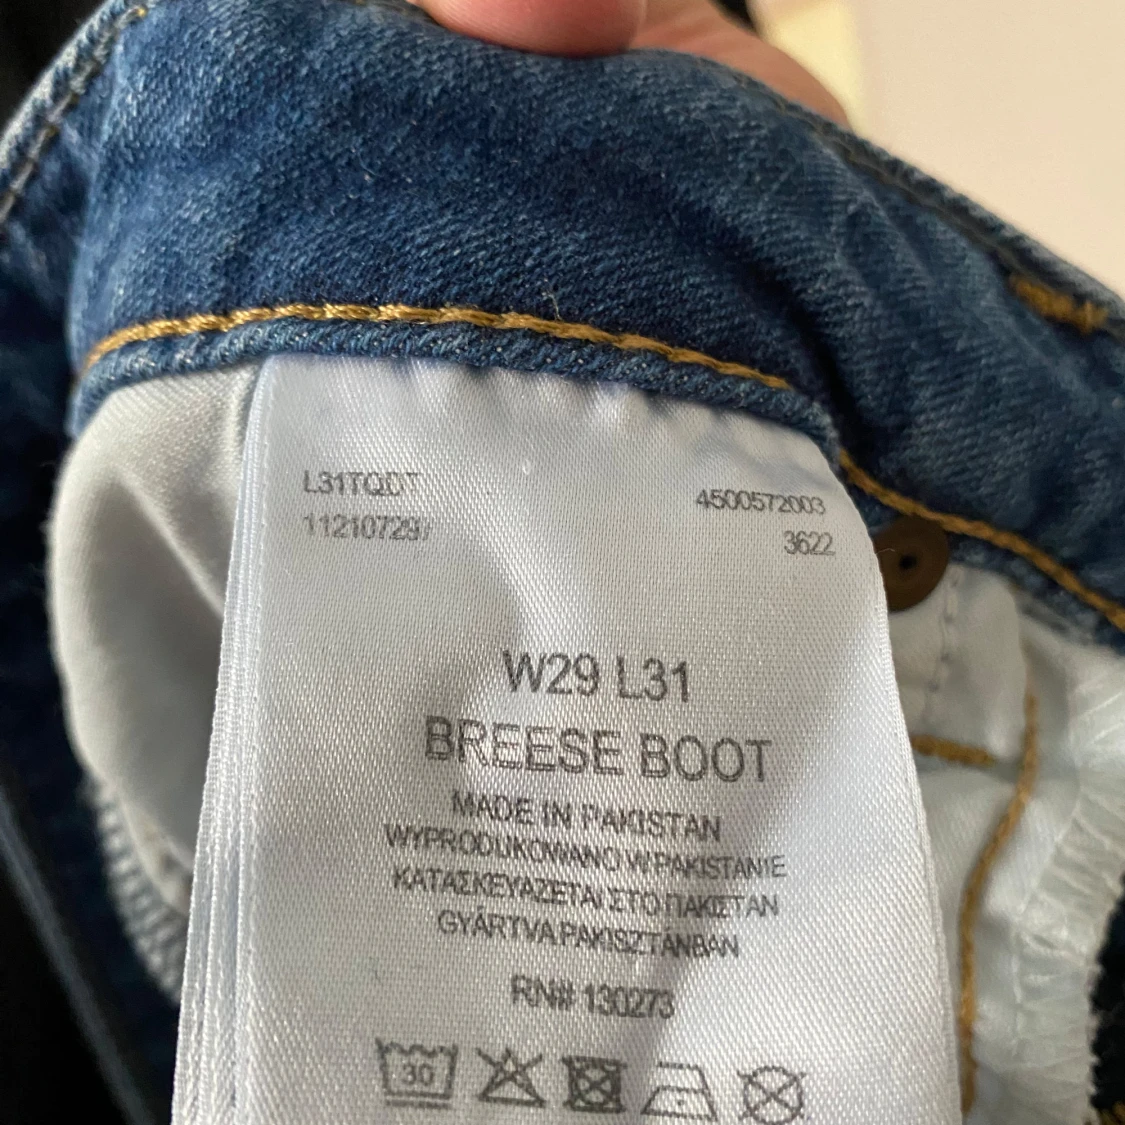 L31TQDT 4500572003
112107297 3622
W29 L31
BREESE BOOT
MADE IN PAKISTAN
WYPRODUKOWANO W PAKISTANIE
ΚΑΤΑΣΚΕΥΑΖΕΤΑΙ ΣΤΟ ΠΑΚΙΣΤΑΝ
GYÁRTVA PAKISZTÁNBAN
RN# 130273
30